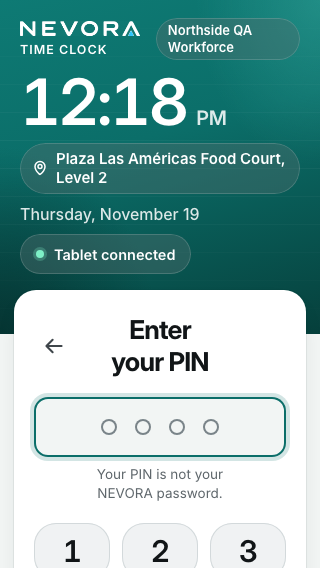 NEVORA
TIME CLOCK
Northside QA
Workforce
12:18 PM
Plaza Las Américas Food Court,
Level 2
Thursday, November 19
Tablet connected
Enter
your PIN
Your PIN is not your
NEVORA password.
1 2 3